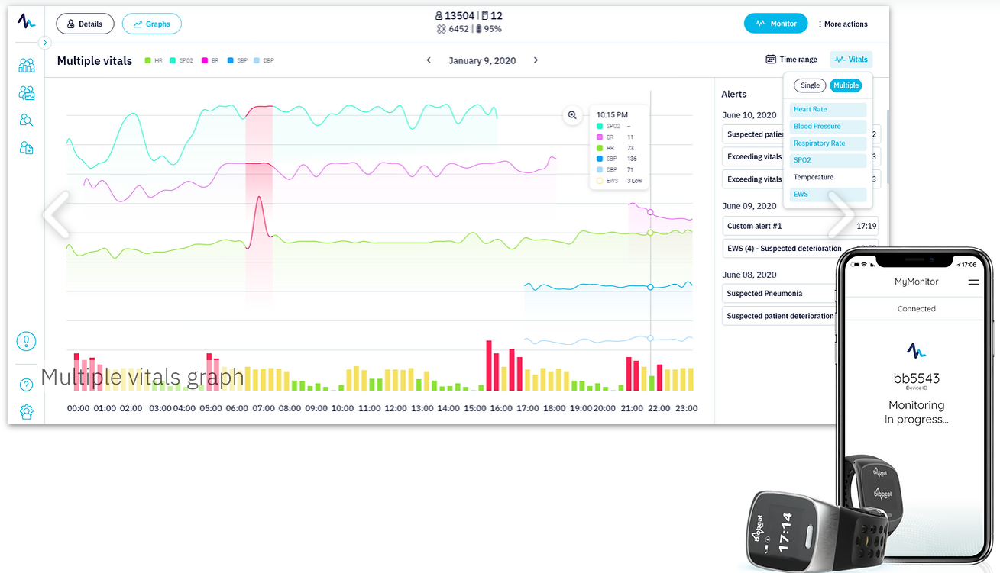 Details
Graphs
13504 | 12
6452 | 95%
Monitor
More actions
Multiple vitals
HR
SPO2
BR
SBP
DBP
January 9, 2020
Time range
Vitals
Single
Multiple
Heart Rate
Blood Pressure
Respiratory Rate
SPO2
Temperature
EWS
10:15 PM
SPO2 –
BR 11
HR 73
SBP 136
DBP 71
EWS 3 Low
Alerts
June 10, 2020
Suspected 2
Exceeding vitals 3
Exceeding vitals 3
June 09, 2020
Custom alert #1 17:19
EWS (4) - Suspected deterioration
June 08, 2020
Suspected Pneumonia
Suspected patient deterioration
Multiple vitals graph
00:00 01:00 02:00 03:00 04:00 05:00 06:00 07:00 08:00 09:00 10:00 11:00 12:00 13:00 14:00 15:00 16:00 17:00 18:00 19:00 20:00 21:00 22:00 23:00
17:06
MyMonitor
Connected
bb5543
Device ID
Monitoring
in progress...
biobeat
biobeat
biobeat
17:14